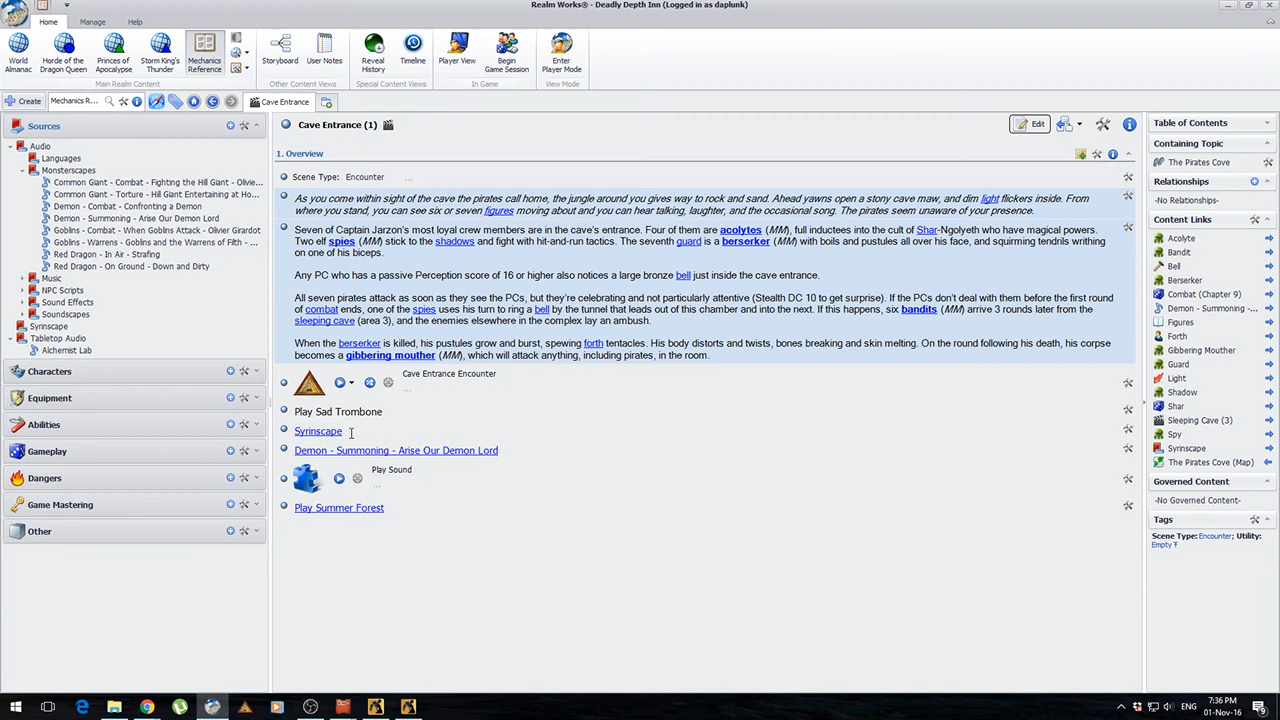 Realm Works® - Deadly Depth Inn (Logged in as daplunk)
Home Manage Help
World Almanac
Horde of the Dragon Queen
Princes of Apocalypse
Storm King's Thunder
Mechanics Reference
Storyboard
User Notes
Reveal History
Timeline
Player View
Begin Game Session
Enter Player Mode
Main Realm Content
Other Content Views
Special Content Views
In Game
View Mode
Create
Mechanics R...
Cave Entrance
Sources
Audio
Languages
Monsterscapes
Common Giant - Combat - Fighting the Hill Giant - Olivie...
Common Giant - Torture - Hill Giant Entertaining at Ho...
Demon - Combat - Confronting a Demon
Demon - Summoning - Arise Our Demon Lord
Goblins - Combat - When Goblins Attack - Olivier Girardot
Goblins - Warrens - Goblins and the Warrens of Filth - ...
Red Dragon - In Air - Strafing
Red Dragon - On Ground - Down and Dirty
Music
NPC Scripts
Sound Effects
Soundscapes
Syrinscape
Tabletop Audio
Alchemist Lab
Characters
Equipment
Abilities
Gameplay
Dangers
Game Mastering
Other
Cave Entrance (1)
Edit
1. Overview
Scene Type: Encounter ...
As you come within sight of the cave the pirates call home, the jungle around you gives way to rock and sand. Ahead yawns open a stony cave maw, and dim light flickers inside. From
where you stand, you can see six or seven figures moving about and you can hear talking, laughter, and the occasional song. The pirates seem unaware of your presence.
Seven of Captain Jarzon's most loyal crew members are in the cave's entrance. Four of them are acolytes (MM), full inductees into the cult of Shar-Ngolyeth who have magical powers.
Two elf spies (MM) stick to the shadows and fight with hit-and-run tactics. The seventh guard is a berserker (MM) with boils and pustules all over his face, and squirming tendrils writhing
on one of his biceps.
Any PC who has a passive Perception score of 16 or higher also notices a large bronze bell just inside the cave entrance.
All seven pirates attack as soon as they see the PCs, but they're celebrating and not particularly attentive (Stealth DC 10 to get surprise). If the PCs don't deal with them before the first round
of combat ends, one of the spies uses his turn to ring a bell by the tunnel that leads out of this chamber and into the next. If this happens, six bandits (MM) arrive 3 rounds later from the
sleeping cave (area 3), and the enemies elsewhere in the complex lay an ambush.
When the berserker is killed, his pustules grow and burst, spewing forth tentacles. His body distorts and twists, bones breaking and skin melting. On the round following his death, his corpse
becomes a gibbering mouther (MM), which will attack anything, including pirates, in the room.
Cave Entrance Encounter
...
Play Sad Trombone
Syrinscape
Demon - Summoning - Arise Our Demon Lord
Play Sound
...
Play Summer Forest
Table of Contents
Containing Topic
The Pirates Cove
Relationships
-No Relationships-
Content Links
Acolyte
Bandit
Bell
Berserker
Combat (Chapter 9)
Demon - Summoning -...
Figures
Forth
Gibbering Mouther
Guard
Light
Shadow
Shar
Sleeping Cave (3)
Spy
Syrinscape
The Pirates Cove (Map)
Governed Content
-No Governed Content-
Tags
Scene Type: Encounter; Utility:
Empty Ŧ
ENG
7:36 PM
01-Nov-16